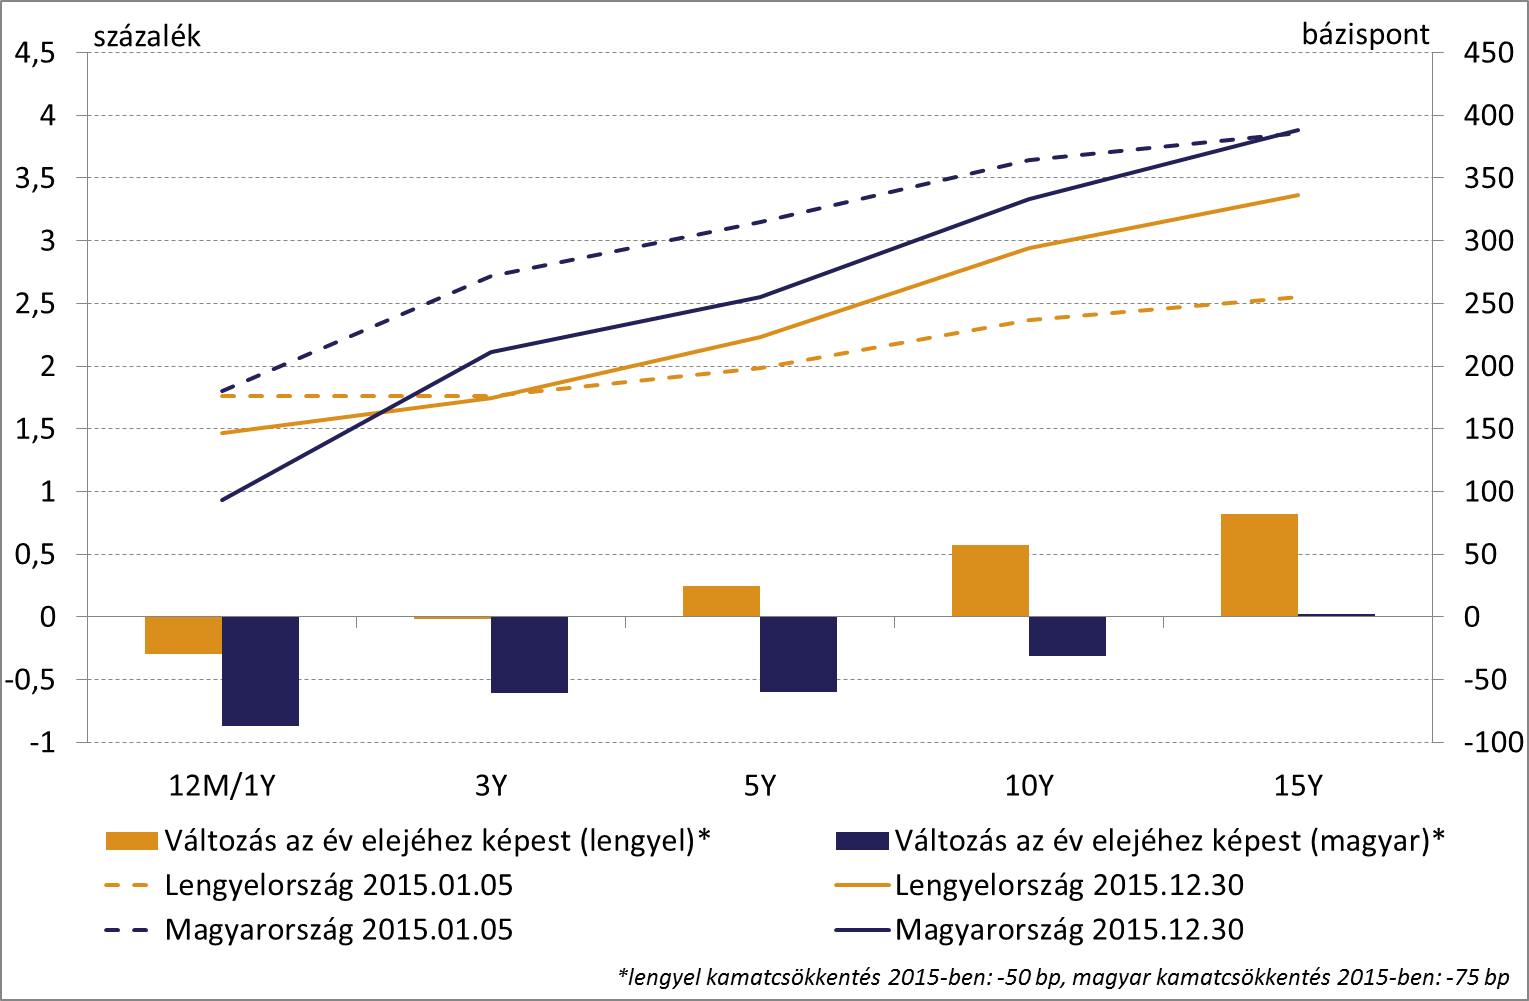 százalék bázispont
4,5 450
4 400
3,5 350
3 300
2,5 250
2 200
1,5 150
1 100
0,5 50
0 0
-0,5 -50
-1 -100
12M/1Y 3Y 5Y 10Y 15Y
Változás az év elejéhez képest (lengyel)* Változás az év elejéhez képest (magyar)*
Lengyelország 2015.01.05 Lengyelország 2015.12.30
Magyarország 2015.01.05 Magyarország 2015.12.30
*lengyel kamatcsökkentés 2015-ben: -50 bp, magyar kamatcsökkentés 2015-ben: -75 bp